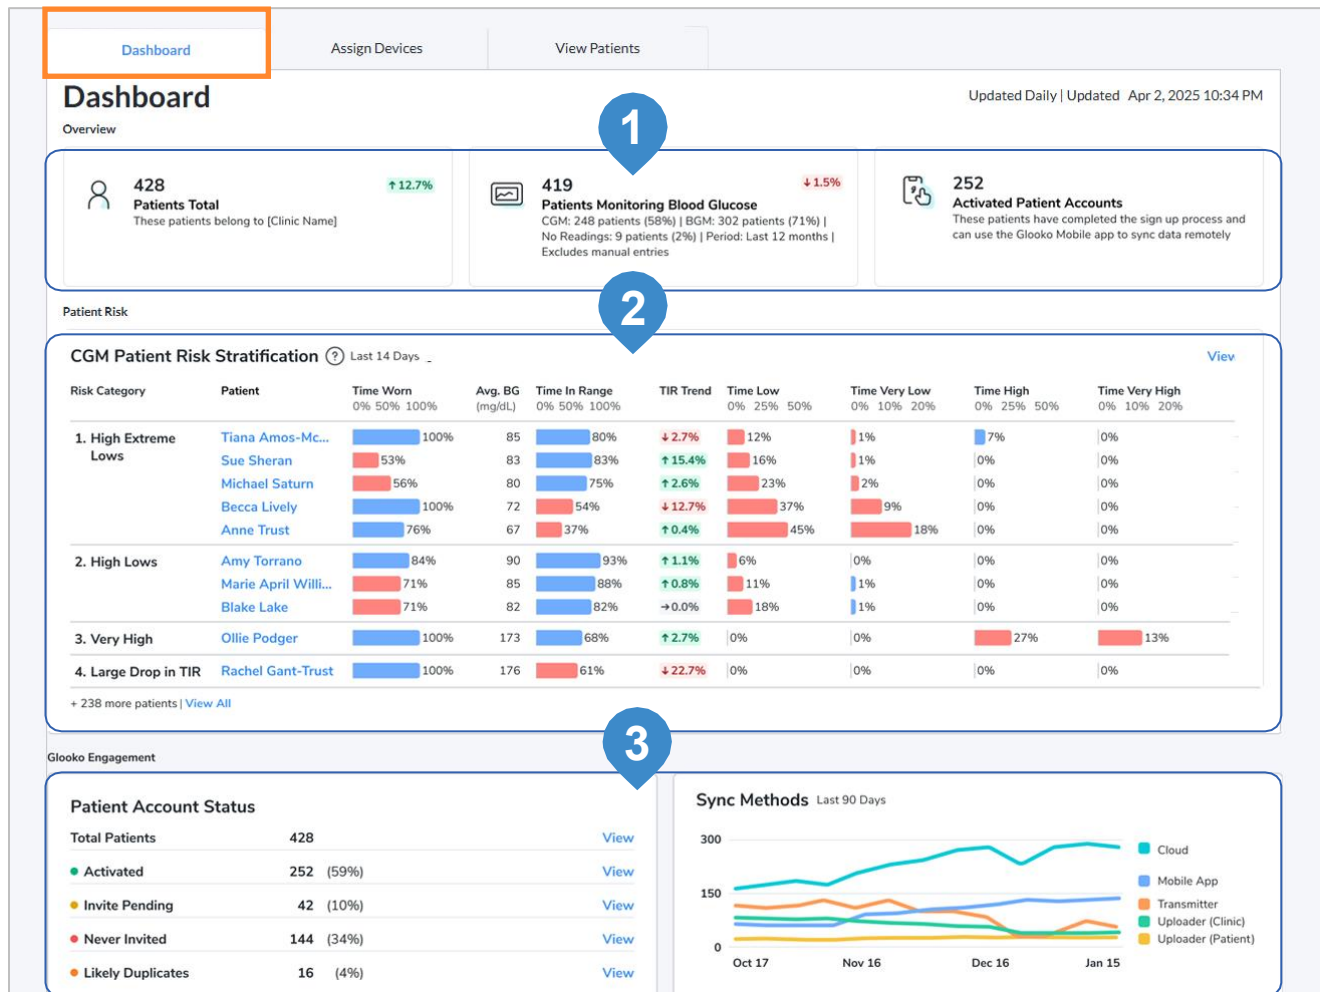 Dashboard
Assign Devices
View Patients
Dashboard
Updated Daily | Updated Apr 2, 2025 10:34 PM
Overview
1
428
↑12.7%
Patients Total
These patients belong to [Clinic Name]
419
↓1.5%
Patients Monitoring Blood Glucose
CGM: 248 patients (58%) | BGM: 302 patients (71%) |
No Readings: 9 patients (2%) | Period: Last 12 months |
Excludes manual entries
252
Activated Patient Accounts
These patients have completed the sign up process and
can use the Glooko Mobile app to sync data remotely
2
Patient Risk
CGM Patient Risk Stratification ? Last 14 Days
View
Risk Category Patient Time Worn Avg. BG Time In Range TIR Trend Time Low Time Very Low Time High Time Very High
0% 50% 100% (mg/dL) 0% 50% 100% 0% 25% 50% 0% 10% 20% 0% 25% 50% 0% 10% 20%
1. High Extreme Tiana Amos-Mc... 100% 85 80% ↓2.7% 12% 1% 7% 0%
Lows Sue Sheran 53% 83 83% ↑15.4% 16% 1% 0% 0%
Michael Saturn 56% 80 75% ↑2.6% 23% 2% 0% 0%
Becca Lively 100% 72 54% ↓12.7% 37% 9% 0% 0%
Anne Trust 76% 67 37% ↑0.4% 45% 18% 0% 0%
2. High Lows Amy Torrano 84% 90 93% ↑1.1% 6% 0% 0% 0%
Marie April Willi... 71% 85 88% ↑0.8% 11% 1% 0% 0%
Blake Lake 71% 82 82% →0.0% 18% 1% 0% 0%
3. Very High Ollie Podger 100% 173 68% ↑2.7% 0% 0% 27% 13%
4. Large Drop in TIR Rachel Gant-Trust 100% 176 61% ↓22.7% 0% 0% 0% 0%
+ 238 more patients | View All
3
Glooko Engagement
Patient Account Status
Total Patients 428 View
Activated 252 (59%) View
Invite Pending 42 (10%) View
Never Invited 144 (34%) View
Likely Duplicates 16 (4%) View
Sync Methods Last 90 Days
300
150
0
Oct 17 Nov 16 Dec 16 Jan 15
Cloud
Mobile App
Transmitter
Uploader (Clinic)
Uploader (Patient)